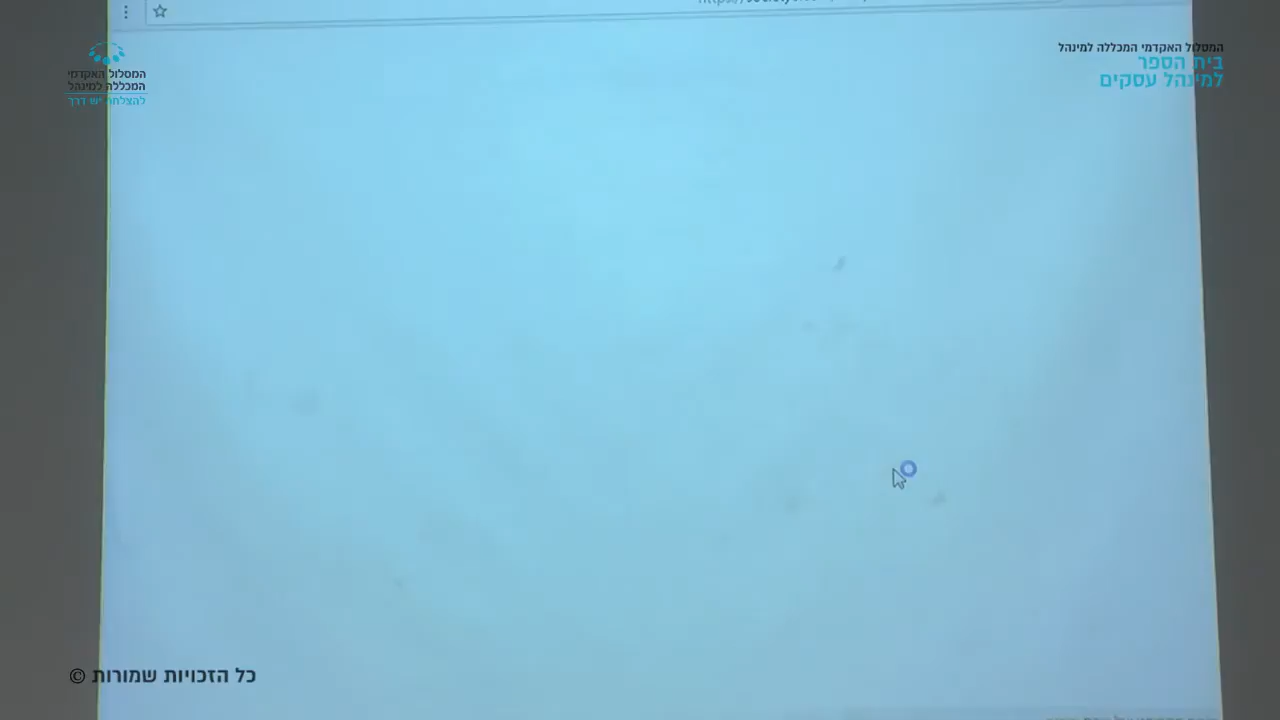 המסלול האקדמי המכללה למינהל
בית הספר
למינהל עסקים
המסלול האקדמי
המכללה למינהל
להצלחה יש דרך
כל הזכויות שמורות ©